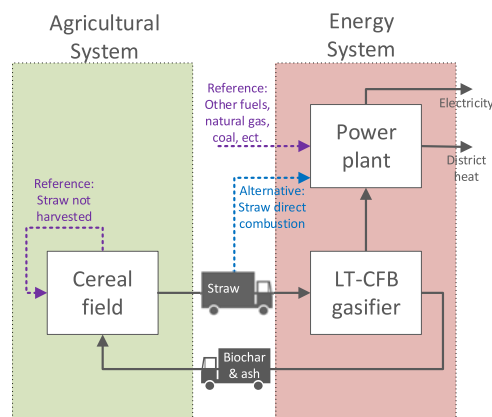 Agricultural
System
Energy
System
Reference:
Other fuels,
natural gas,
coal, ect.
Electricity
Power
plant
District
heat
Reference:
Straw not
harvested
Alternative:
Straw direct
combustion
Cereal
field
Straw
LT-CFB
gasifier
Biochar
& ash